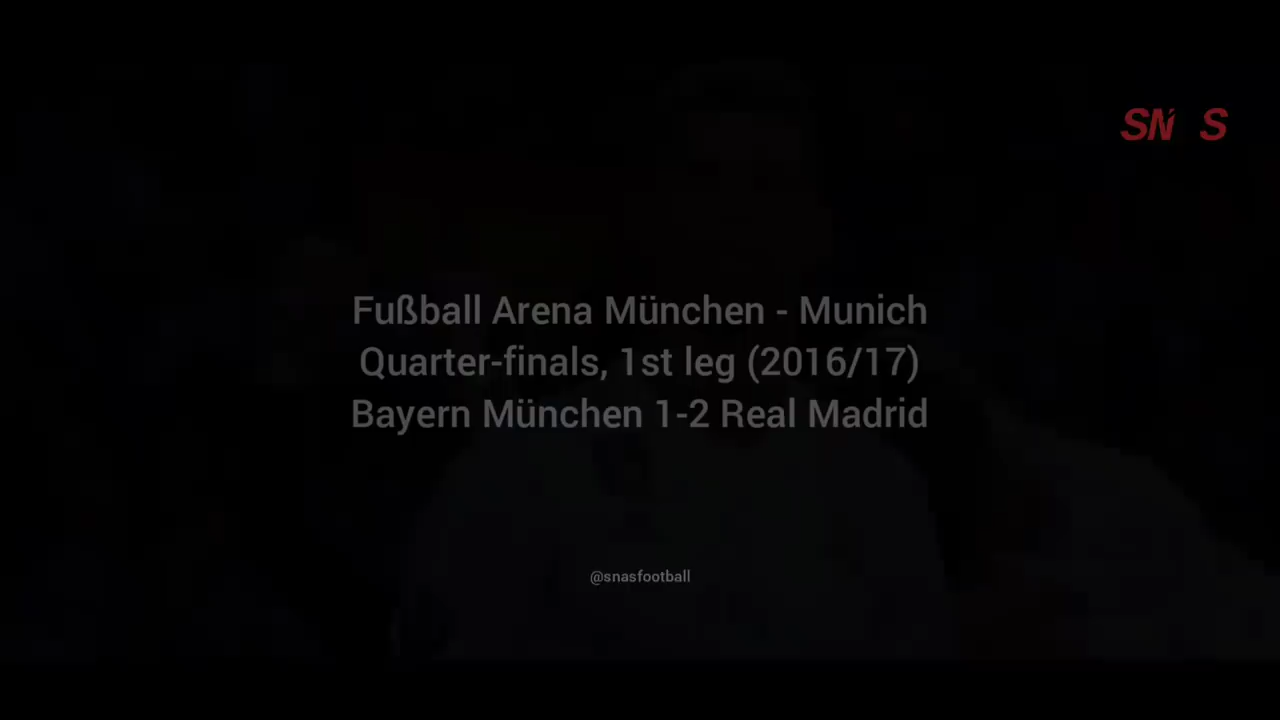 SN S
Fußball Arena München - Munich
Quarter-finals, 1st leg (2016/17)
Bayern München 1-2 Real Madrid
@snasfootball